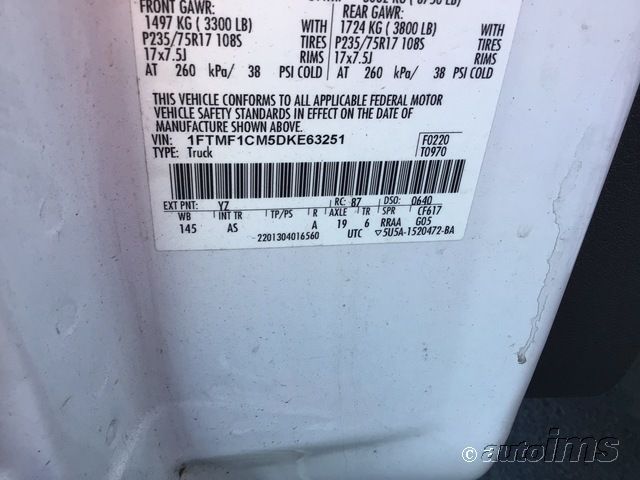 FRONT GAWR:
1497 KG ( 3300 LB)
P235/75R17 108S
17x7.5J
AT 260 kPa/ 38 PSI COLD
WITH
TIRES
RIMS
REAR GAWR:
1724 KG ( 3800 LB)
P235/75R17 108S
17x7.5J
AT 260 kPa/ 38 PSI COLD
WITH
TIRES
RIMS
THIS VEHICLE CONFORMS TO ALL APPLICABLE FEDERAL MOTOR
VEHICLE SAFETY STANDARDS IN EFFECT ON THE DATE OF
MANUFACTURE SHOWN ABOVE.
VIN: 1FTMF1CM5DKE63251
TYPE: Truck
F0220
T0970
EXT PNT: YZ RC: 87 DSO: 0640
WB INT TR TP/PS R AXLE TR SPR CF617
145 AS A 19 6 RRAA G05
2201304016560 UTC 5U5A-1520472-BA
© autoims